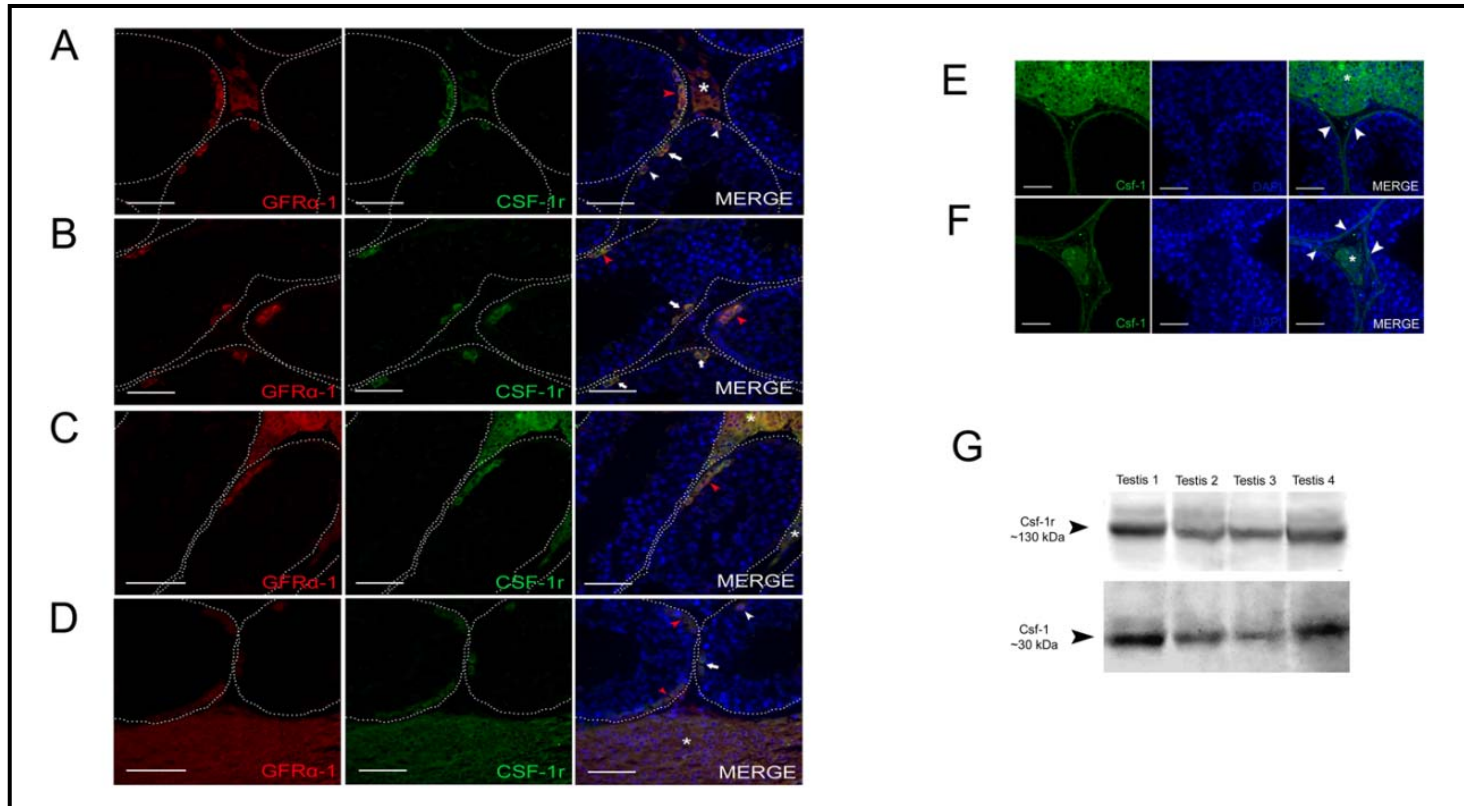 A
GFRα-1 CSF-1r MERGE
B
GFRα-1 CSF-1r MERGE
C
GFRα-1 CSF-1r MERGE
D
GFRα-1 CSF-1r MERGE
E
Csf-1 DAPI MERGE
F
Csf-1 DAPI MERGE
G
Testis 1 Testis 2 Testis 3 Testis 4
Csf-1r
~130 kDa
Csf-1
~30 kDa